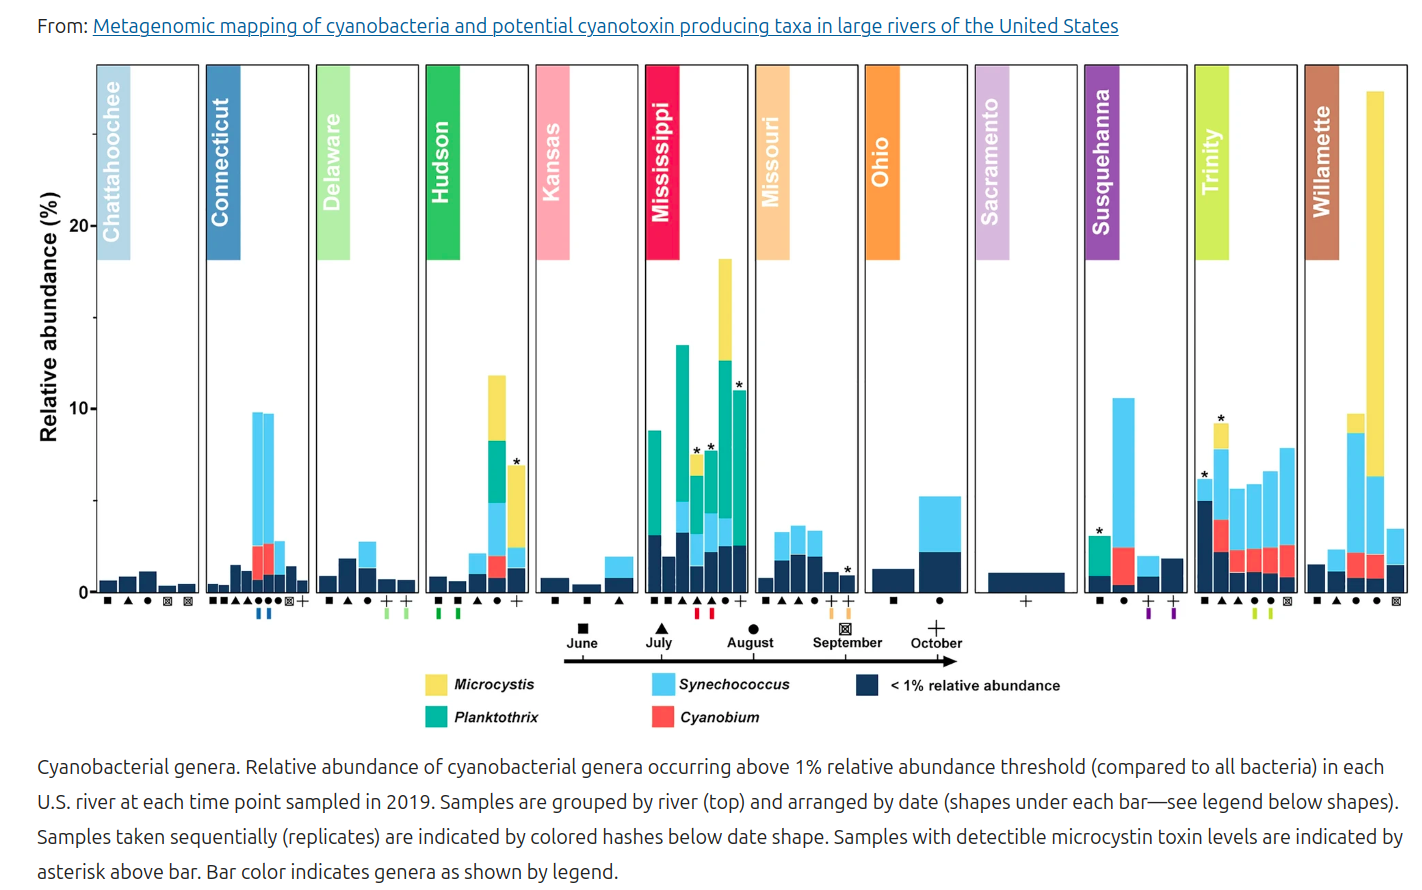 From: Metagenomic mapping of cyanobacteria and potential cyanotoxin producing taxa in large rivers of the United States
Relative abundance (%)
20
10
0
Chattahoochee
Connecticut
Delaware
Hudson
Kansas
Mississippi
Missouri
Ohio
Sacramento
Susquehanna
Trinity
Willamette
*
* * *
*
*
* *
June July August September October
Microcystis Synechococcus < 1% relative abundance
Planktothrix Cyanobium
Cyanobacterial genera. Relative abundance of cyanobacterial genera occurring above 1% relative abundance threshold (compared to all bacteria) in each
U.S. river at each time point sampled in 2019. Samples are grouped by river (top) and arranged by date (shapes under each bar—see legend below shapes).
Samples taken sequentially (replicates) are indicated by colored hashes below date shape. Samples with detectible microcystin toxin levels are indicated by
asterisk above bar. Bar color indicates genera as shown by legend.